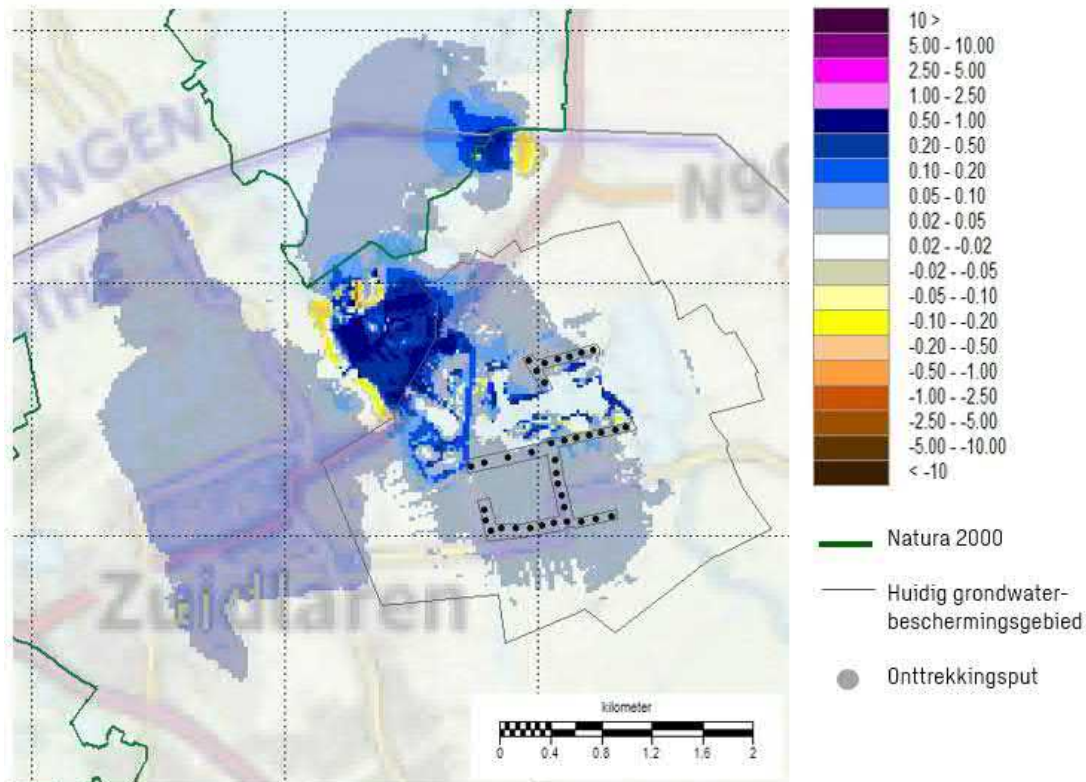 10 >
5.00 - 10.00
2.50 - 5.00
1.00 - 2.50
0.50 - 1.00
0.20 - 0.50
0.10 - 0.20
0.05 - 0.10
0.02 - 0.05
0.02 - -0.02
-0.02 - -0.05
-0.05 - -0.10
-0.10 - -0.20
-0.20 - -0.50
-0.50 - -1.00
-1.00 - -2.50
-2.50 - -5.00
-5.00 - -10.00
< -10
Natura 2000
Huidig grondwater-
beschermingsgebied
Onttrekkingsput
NINGEN
Zuidlaren
kilometer
0 0.4 0.8 1.2 1.6 2